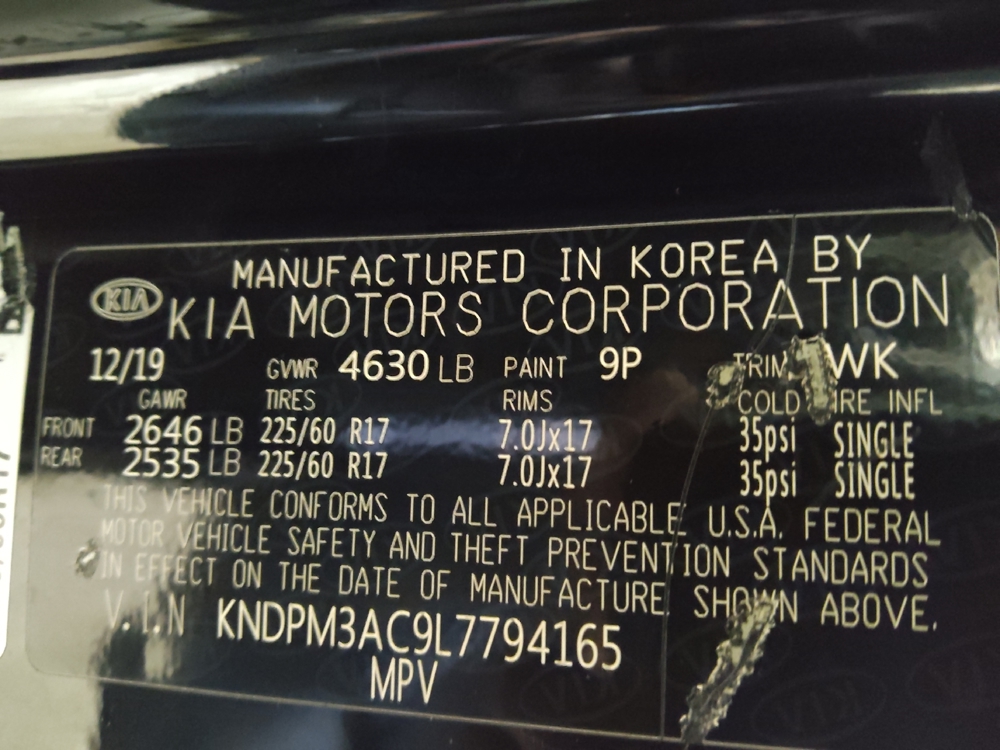 MANUFACTURED IN KOREA BY
KIA KIA MOTORS CORPORATION
12/19 GVWR 4630 LB PAINT 9P TRIM WK
GAWR TIRES RIMS COLD IRE INFL
FRONT 2646 LB 225/60 R17 7.0Jx17 35psi SINGLE
REAR 2535 LB 225/60 R17 7.0Jx17 35psi SINGLE
THIS VEHICLE CONFORMS TO ALL APPLICABLE U.S.A. FEDERAL
MOTOR VEHICLE SAFETY AND THEFT PREVENTION STANDARDS
IN EFFECT ON THE DATE OF MANUFACTURE SHOWN ABOVE.
V.I.N KNDPM3AC9L7794165
MPV